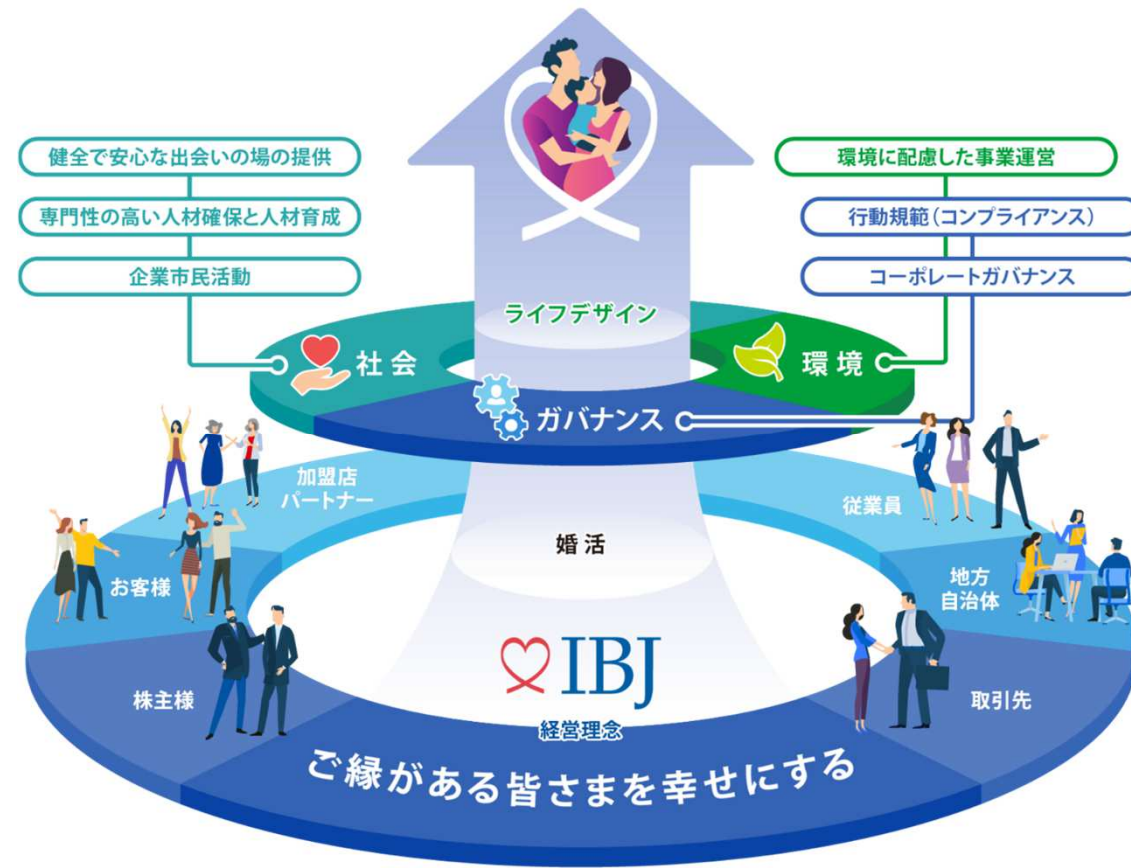 健全で安心な出会いの場の提供
専門性の高い人材確保と人材育成
企業市民活動
環境に配慮した事業運営
行動規範（コンプライアンス）
コーポレートガバナンス
ライフデザイン
社会
環境
ガバナンス
加盟店
パートナー
従業員
婚活
お客様
地方
自治体
株主様
取引先
IBJ
経営理念
ご縁がある皆さまを幸せにする